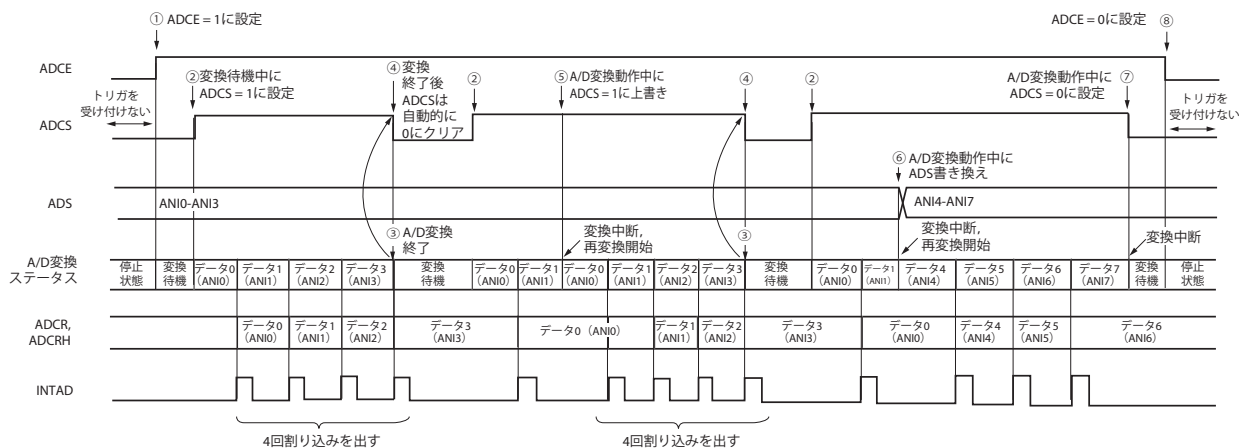 ① ADCE = 1に設定
ADCE = 0に設定 ⑧
ADCE
②変換待機中に
ADCS = 1に設定
④変換
終了後
ADCSは
自動的に
0にクリア
②
⑤A/D変換動作中に
ADCS = 1に上書き
④
②
A/D変換動作中に
ADCS = 0に設定
⑦
トリガを
受け付けない
トリガを
受け付けない
ADCS
⑥A/D変換動作中に
ADS書き換え
ADS
ANI0-ANI3
ANI4-ANI7
③A/D変換
終了
変換中断,
再変換開始
③
変換中断,
再変換開始
変換中断
A/D変換
ステータス
停止
状態
変換
待機
データ0
(ANI0)
データ1
(ANI1)
データ2
(ANI2)
データ3
(ANI3)
変換
待機
データ0
(ANI0)
データ1
(ANI1)
データ0
(ANI0)
データ1
(ANI1)
データ2
(ANI2)
データ3
(ANI3)
変換
待機
データ0
(ANI0)
データ1
(ANI1)
データ4
(ANI4)
データ5
(ANI5)
データ6
(ANI6)
データ7
(ANI7)
変換
待機
停止
状態
ADCR,
ADCRH
データ0
(ANI0)
データ1
(ANI1)
データ2
(ANI2)
データ3
(ANI3)
データ0 (ANI0)
データ1
(ANI1)
データ2
(ANI2)
データ3
(ANI3)
データ0
(ANI0)
データ4
(ANI4)
データ5
(ANI5)
データ6
(ANI6)
INTAD
4回割り込みを出す
4回割り込みを出す